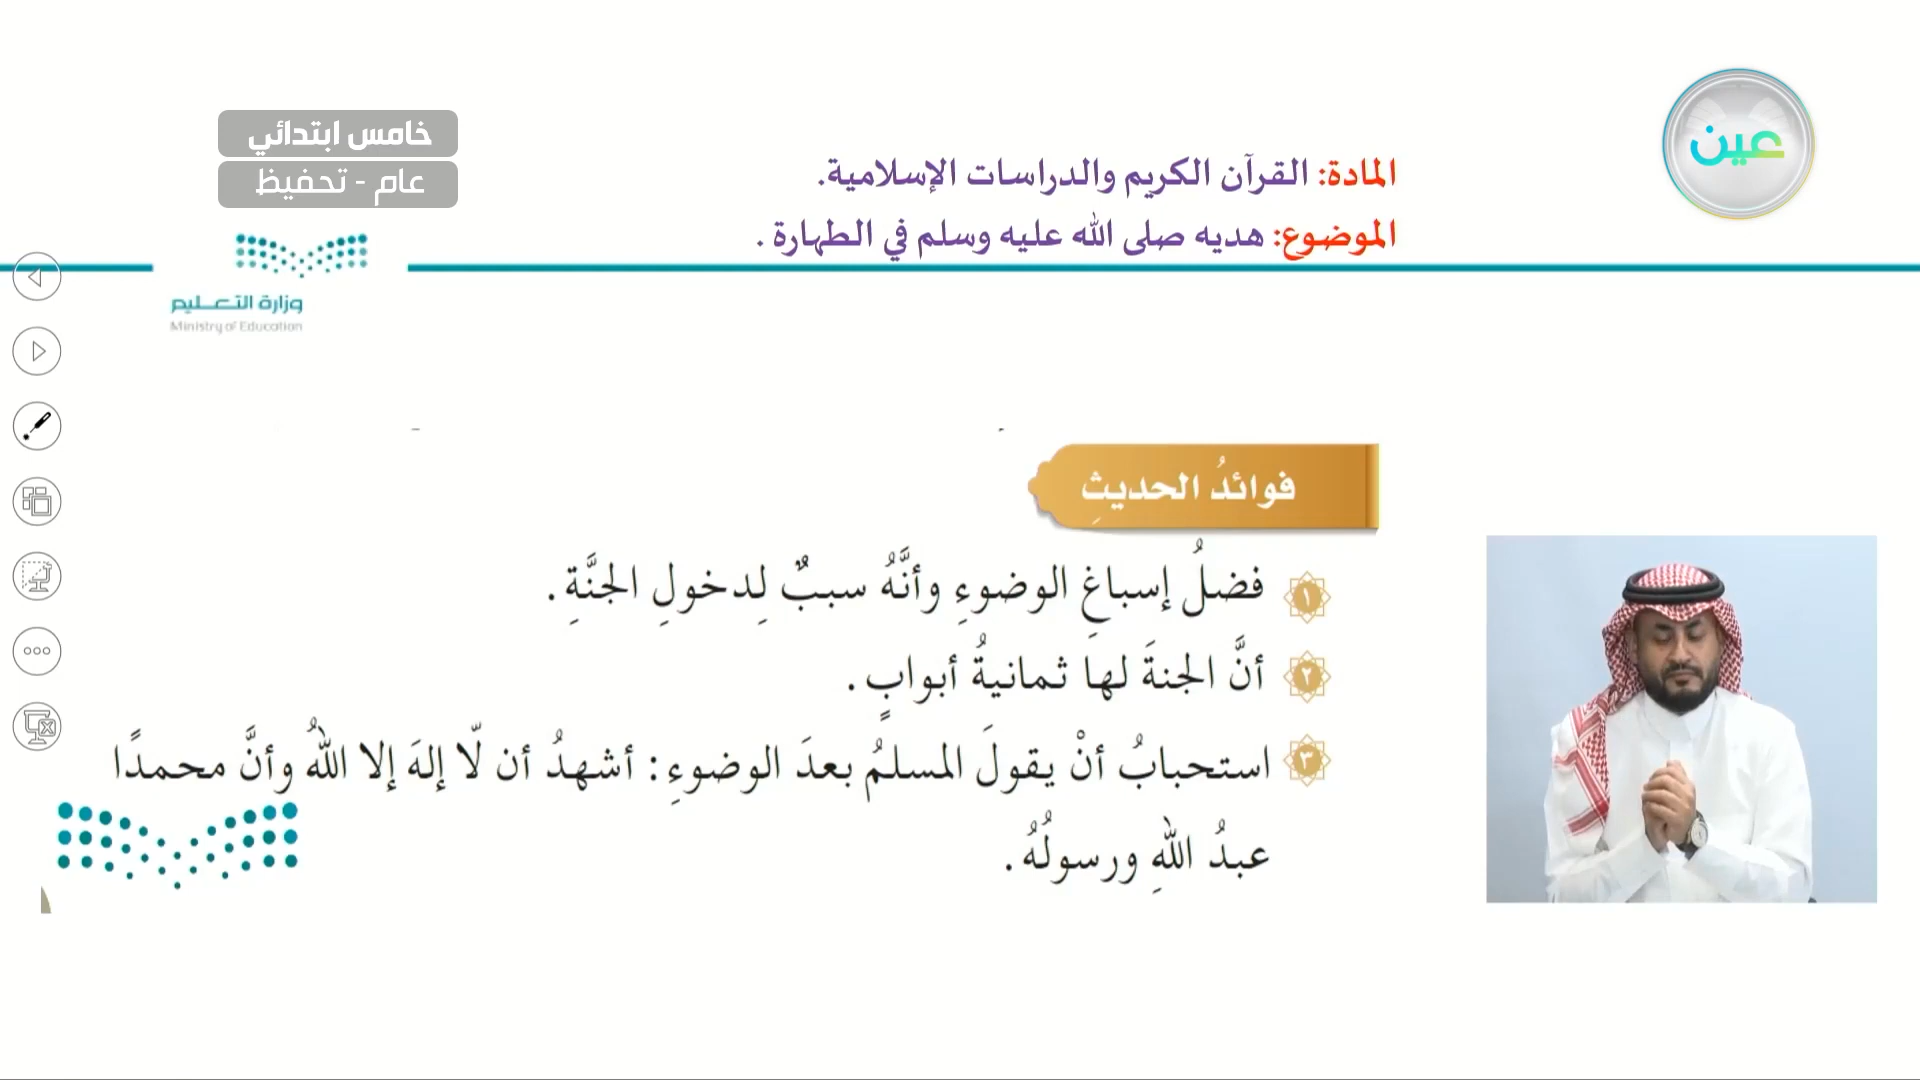 عين
خامس ابتدائي
عام - تحفيظ
المادة: القرآن الكريم والدراسات الإسلامية.
الموضوع: هديه صلى الله عليه وسلم في الطهارة .
وزارة التعليم
Ministry of Education
فوائدُ الحديثِ
١ فضلُ إسباغِ الوضوءِ وأنَّهُ سببٌ لِدخولِ الجنَّةِ .
٢ أنَّ الجنةَ لها ثمانيةُ أبوابٍ .
٣ استحبابُ أنْ يقولَ المسلمُ بعدَ الوضوءِ : أشهدُ أن لّا إلهَ إلا اللهُ وأنَّ محمدًا
عبدُ اللهِ ورسولُهُ .